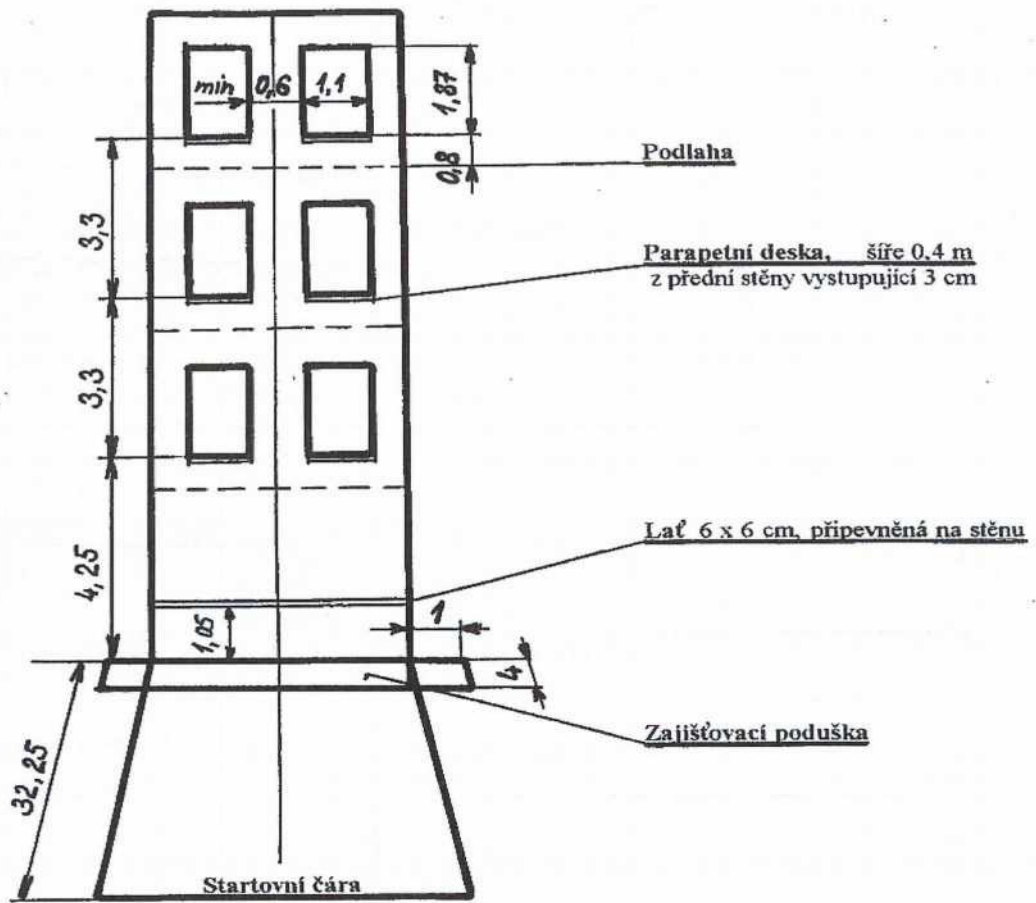 min 0,6 1,1
1,87
0,8
Podlaha
3,3
Parapetní deska, šíře 0,4 m
z přední stěny vystupující 3 cm
3,3
Lať 6 x 6 cm, připevněná na stěnu
4,25
1,05
1
4
Zajišťovací poduška
32,25
Startovní čára